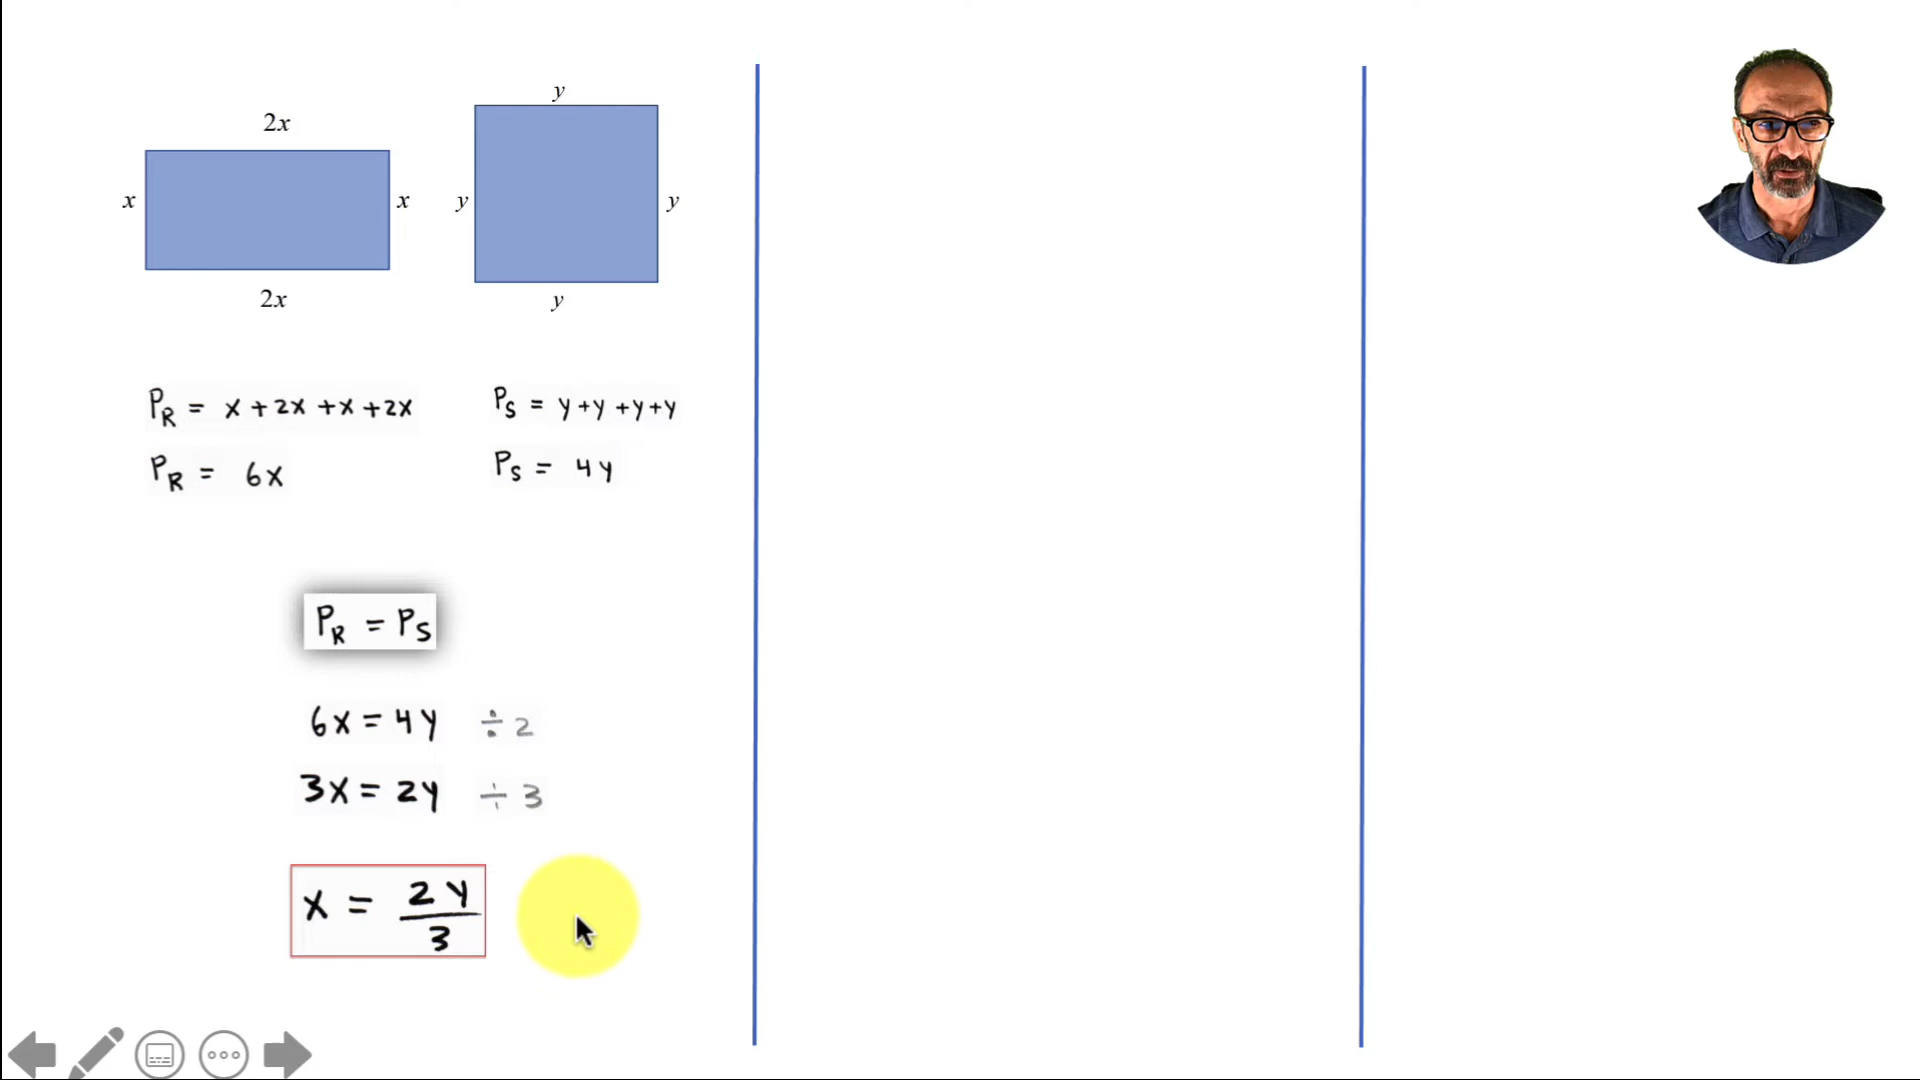 2x
x
x
2x
y
y
y
y
P_R = x + 2x + x + 2x
P_R = 6x
P_S = y + y + y + y
P_S = 4y
P_R = P_S
6x = 4y ÷ 2
3x = 2y ÷ 3
x = 2y/3